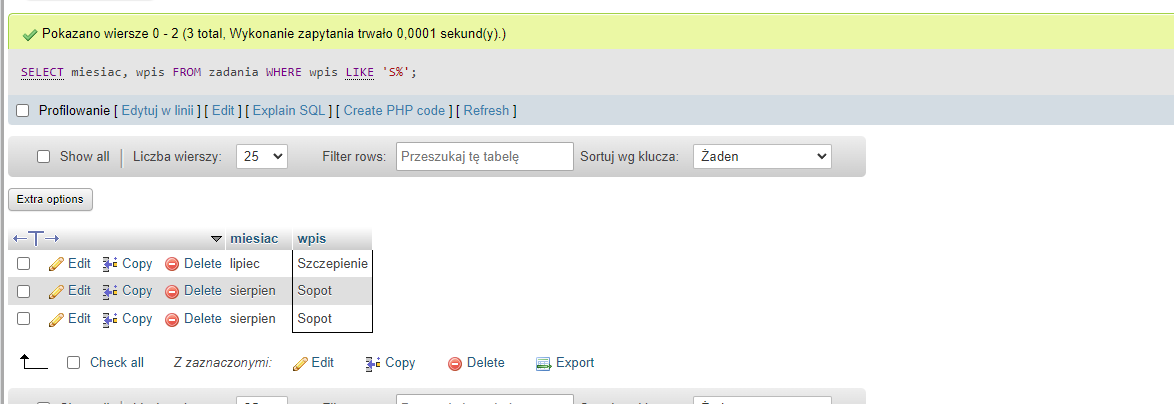 Pokazano wiersze 0 - 2 (3 total, Wykonanie zapytania trwało 0,0001 sekund(y).)
SELECT miesiac, wpis FROM zadania WHERE wpis LIKE 'S%';
Profilowanie [ Edytuj w linii ] [ Edit ] [ Explain SQL ] [ Create PHP code ] [ Refresh ]
Show all | Liczba wierszy: 25 Filter rows: Przeszukaj tę tabelę Sortuj wg klucza: Żaden
Extra options
←T→ miesiac wpis
Edit Copy Delete lipiec Szczepienie
Edit Copy Delete sierpien Sopot
Edit Copy Delete sierpien Sopot
Check all Z zaznaczonymi: Edit Copy Delete Export